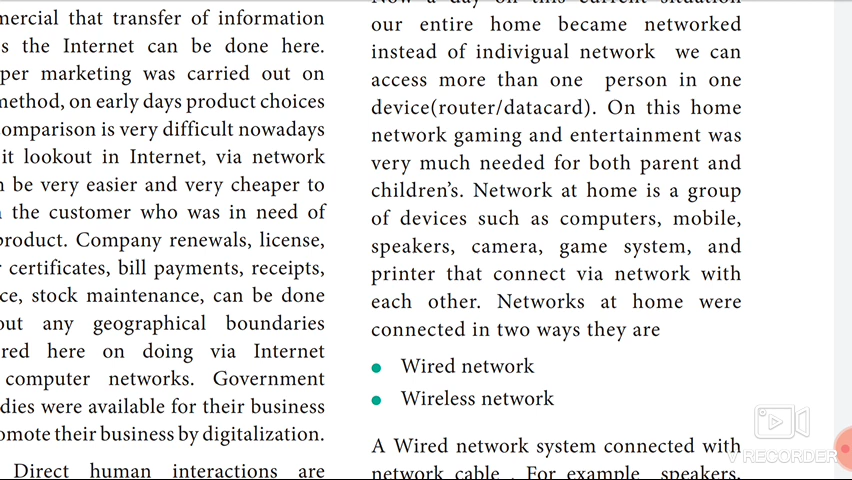 mercial that transfer of information
s the Internet can be done here.
per marketing was carried out on
method, on early days product choices
omparison is very difficult nowadays
it lookout in Internet, via network
n be very easier and very cheaper to
the customer who was in need of
product. Company renewals, license,
certificates, bill payments, receipts,
ce, stock maintenance, can be done
out any geographical boundaries
red here on doing via Internet
computer networks. Government
dies were available for their business
omote their business by digitalization.
Direct human interactions are
Now a day on this current situation
our entire home became networked
instead of indivigual network we can
access more than one person in one
device(router/datacard). On this home
network gaming and entertainment was
very much needed for both parent and
children's. Network at home is a group
of devices such as computers, mobile,
speakers, camera, game system, and
printer that connect via network with
each other. Networks at home were
connected in two ways they are
Wired network
Wireless network
A Wired network system connected with
network cable . For example speakers,
V RECORDER